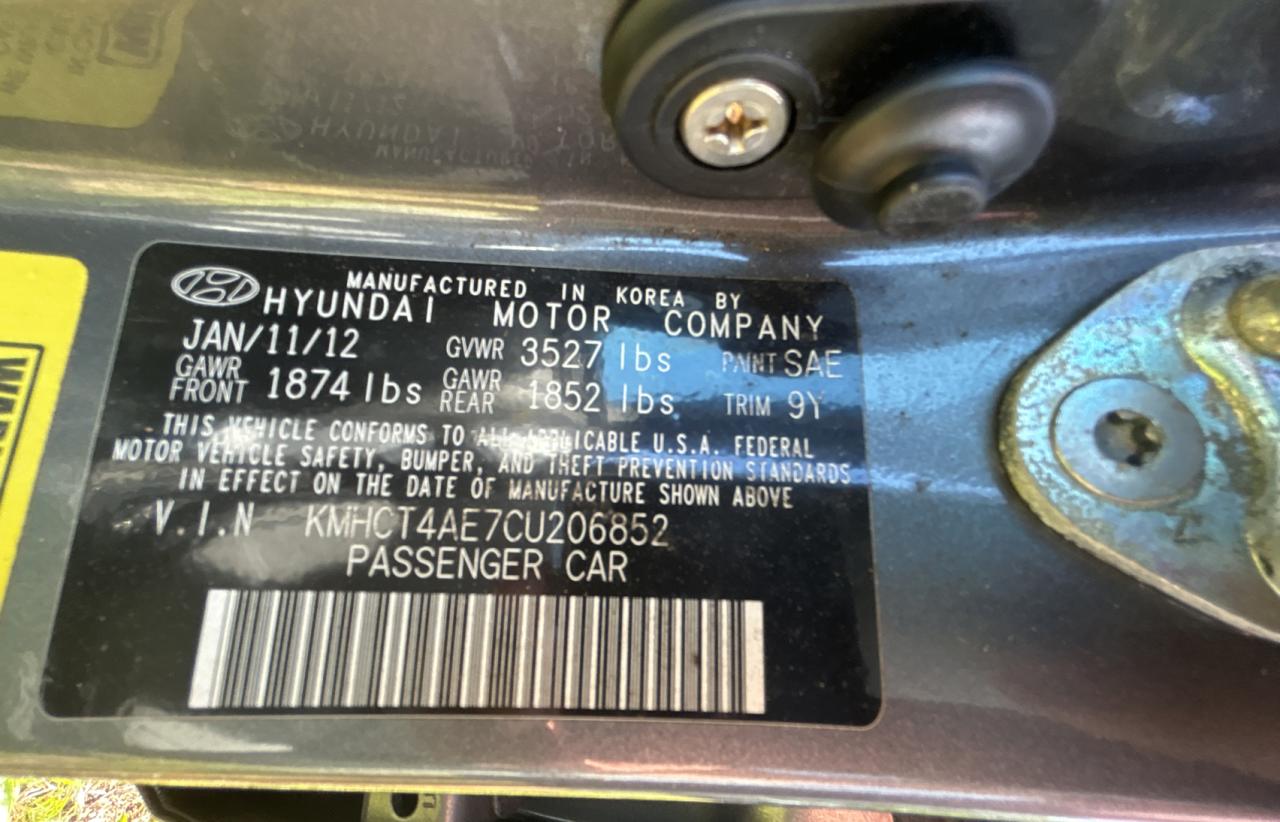 MANUFACTURED IN KOREA BY
HYUNDAI MOTOR COMPANY
JAN/11/12 GVWR 3527 lbs PAINT SAE
GAWR FRONT 1874 lbs GAWR REAR 1852 lbs TRIM 9Y
THIS VEHICLE CONFORMS TO ALL APPLICABLE U.S.A. FEDERAL
MOTOR VEHICLE SAFETY, BUMPER, AND THEFT PREVENTION STANDARDS
IN EFFECT ON THE DATE OF MANUFACTURE SHOWN ABOVE
V.I.N KMHCT4AE7CU206852
PASSENGER CAR